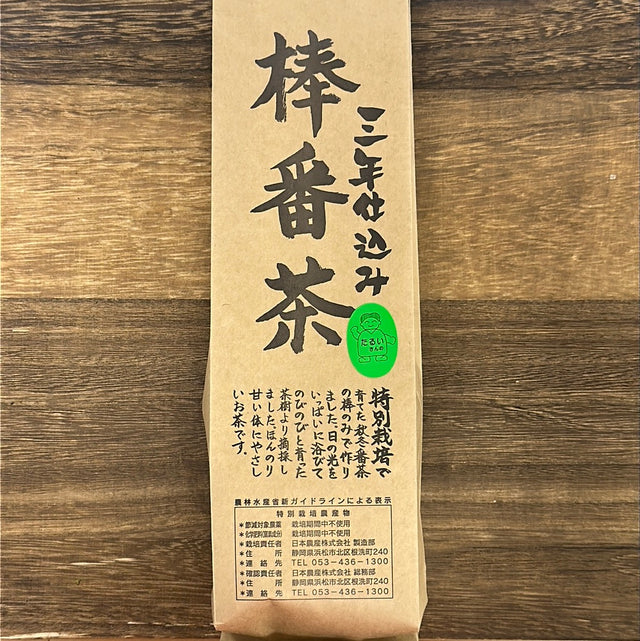 三年仕込み
棒番茶
たるい
さんの
特別栽培で
育てた秋冬番茶
の棒のみで作り
ました。日の光を
いっぱいに浴びて
のびのびと育った
茶樹より摘採し
ました。ほんのり
甘い体にやさし
いお茶です。
農林水産省新ガイドラインによる表示
特別栽培農産物
＊節減対象農薬 栽培期間中不使用
＊化学肥料(窒素成分) 栽培期間中不使用
＊栽培責任者 日本農産株式会社 製造部
＊住所 静岡県浜松市北区根洗町240
＊連絡先 TEL 053-436-1300
＊確認責任者 日本農産株式会社 総務部
＊住所 静岡県浜松市北区根洗町240
＊連絡先 TEL 053-436-1300